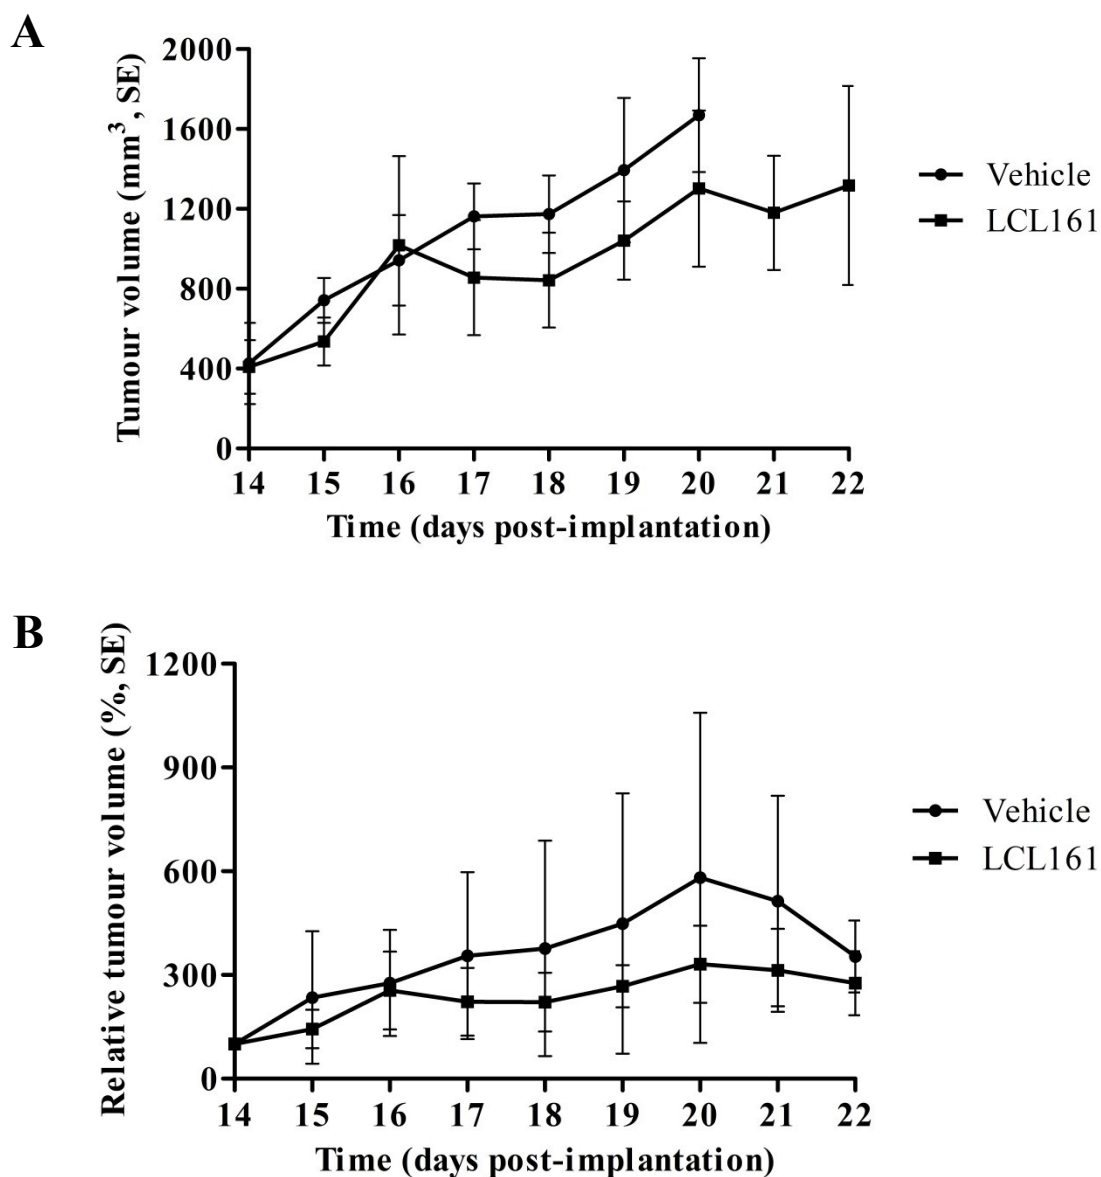 A
Tumour volume (mm³, SE)
2000
1600
1200
800
400
0
14 15 16 17 18 19 20 21 22
Time (days post-implantation)
Vehicle
LCL161
B
Relative tumour volume (%, SE)
1200
900
600
300
0
14 15 16 17 18 19 20 21 22
Time (days post-implantation)
Vehicle
LCL161